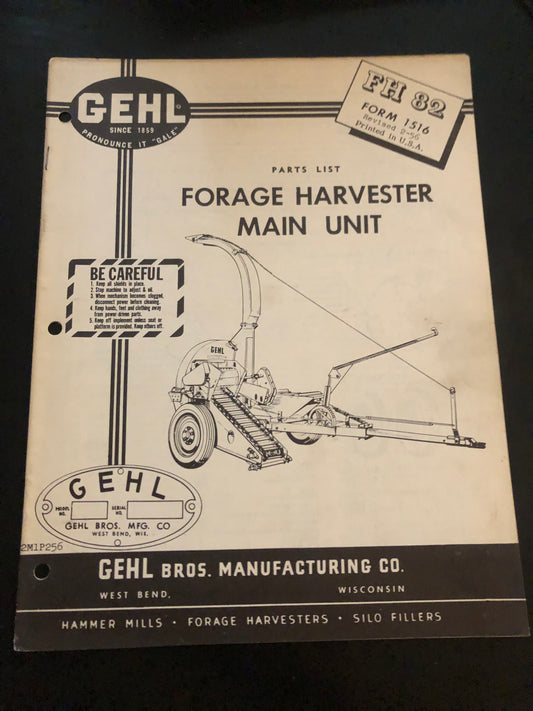 GEHL
SINCE 1859
PRONOUNCE IT "GALE"
FH 82
FORM 1516
Revised 2-56
Printed in U.S.A.
PARTS LIST
FORAGE HARVESTER
MAIN UNIT
BE CAREFUL
1. Keep all shields in place.
2. Stop machine to adjust & oil.
3. When mechanism becomes clogged,
disconnect power before cleaning.
4. Keep hands, feet and clothing away
from power-driven parts.
5. Keep off implement unless seat or
platform is provided. Keep others off.
GEHL
GEHL
MODEL NO.
SERIAL NO.
GEHL BROS. MFG. CO
WEST BEND, WIS.
2M1P256
GEHL BROS. MANUFACTURING CO.
WEST BEND, WISCONSIN
HAMMER MILLS • FORAGE HARVESTERS • SILO FILLERS